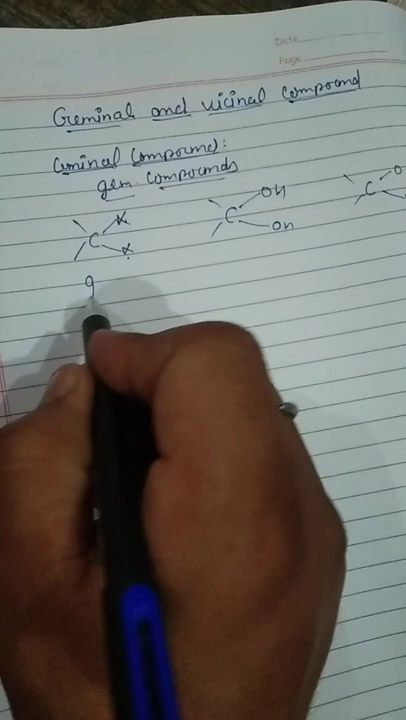 Date
Page
Geminal and vicinal compound
Geminal Compound:
gem compounds
X
C
X
OH
C
OH
O
C
g